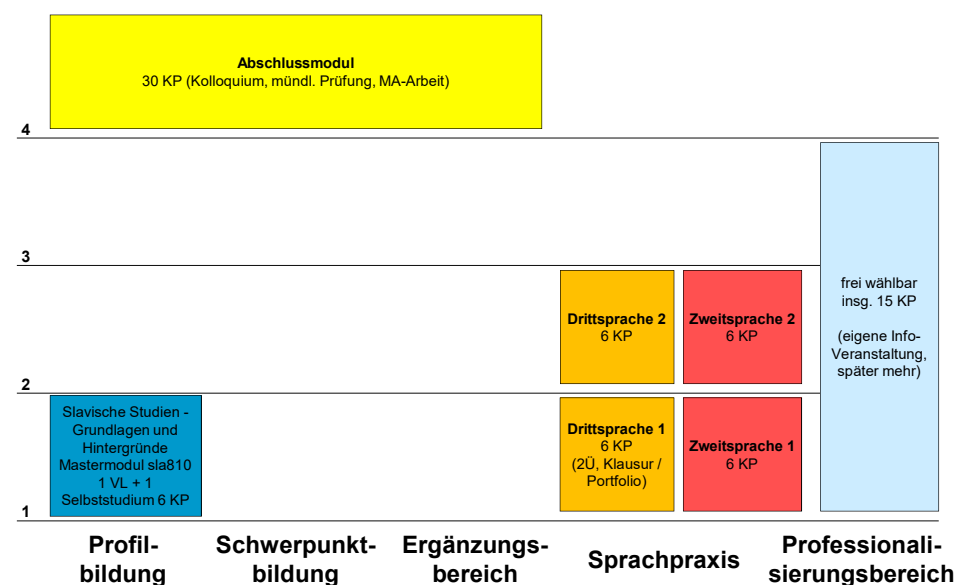 Abschlussmodul
30 KP (Kolloquium, mündl. Prüfung, MA-Arbeit)
4
3
Drittsprache 2
6 KP
Zweitsprache 2
6 KP
frei wählbar
insg. 15 KP
(eigene Info-
Veranstaltung,
später mehr)
2
Slavische Studien -
Grundlagen und
Hintergründe
Mastermodul sla810
1 VL + 1
Selbststudium 6 KP
Drittsprache 1
6 KP
(2Ü, Klausur /
Portfolio)
Zweitsprache 1
6 KP
1
Profil-
bildung
Schwerpunkt-
bildung
Ergänzungs-
bereich
Sprachpraxis
Professionali-
sierungsbereich